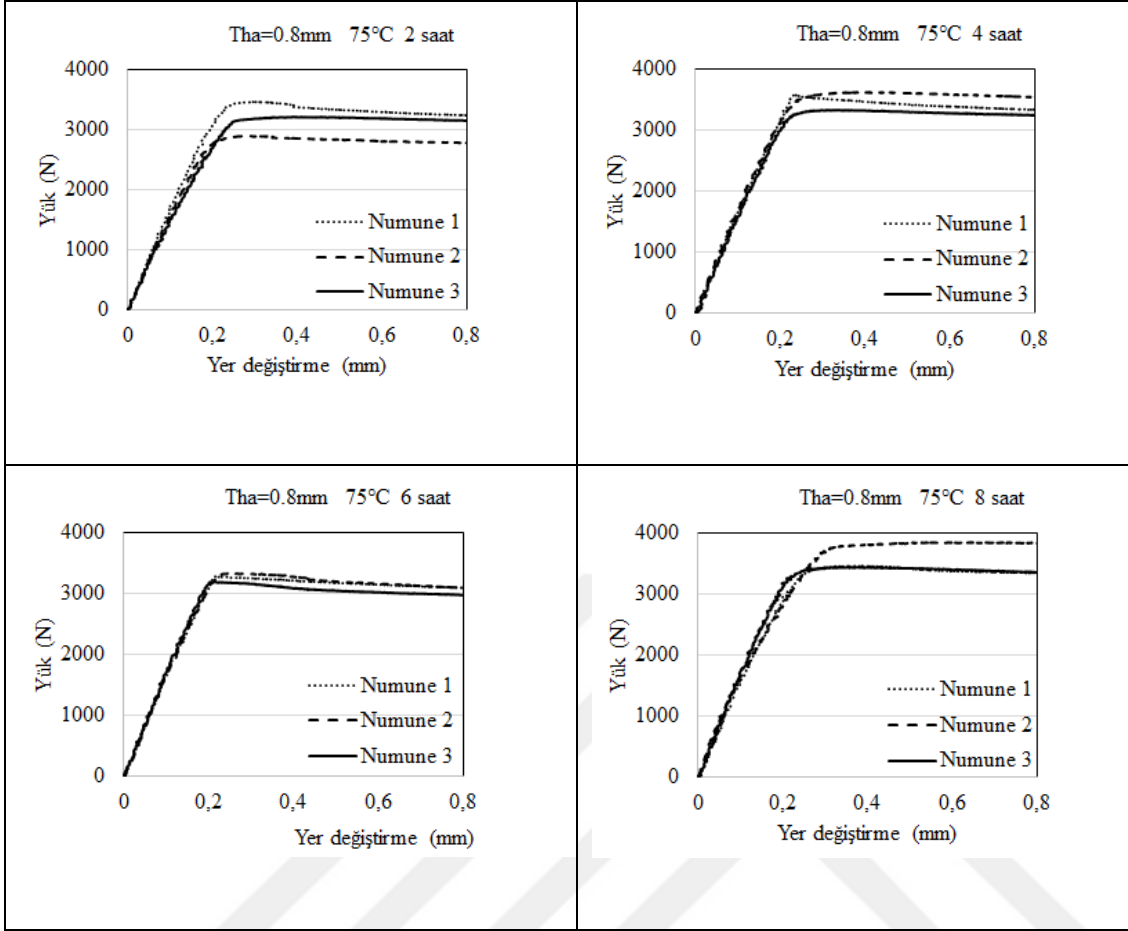 Tha=0.8mm 75°C 2 saat
4000
3000
2000
1000
0
Yük (N)
Numune 1
Numune 2
Numune 3
0 0,2 0,4 0,6 0,8
Yer değiştirme (mm)
Tha=0.8mm 75°C 4 saat
4000
3000
2000
1000
0
Yük (N)
Numune 1
Numune 2
Numune 3
0 0,2 0,4 0,6 0,8
Yer değiştirme (mm)
Tha=0.8mm 75°C 6 saat
4000
3000
2000
1000
0
Yük (N)
Numune 1
Numune 2
Numune 3
0 0,2 0,4 0,6 0,8
Yer değiştirme (mm)
Tha=0.8mm 75°C 8 saat
4000
3000
2000
1000
0
Yük (N)
Numune 1
Numune 2
Numune 3
0 0,2 0,4 0,6 0,8
Yer değiştirme (mm)